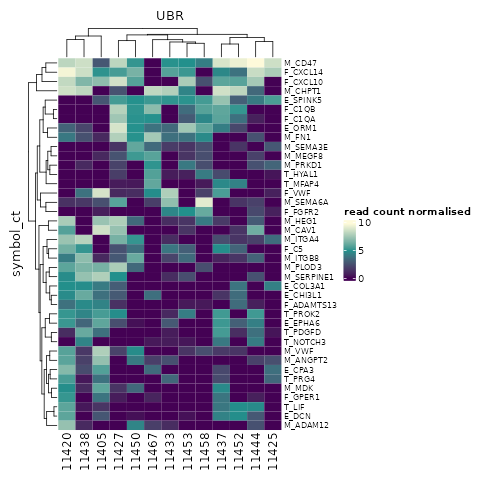 UBR
symbol_ct
M_CD47
F_CXCL14
F_CXCL10
M_CHPT1
E_SPINK5
F_C1QB
F_C1QA
E_ORM1
M_FN1
M_SEMA3E
M_MEGF8
M_PRKD1
T_HYAL1
T_MFAP4
F_VWF
M_SEMA6A
F_FGFR2
M_HEG1
M_CAV1
M_ITGA4
F_C5
M_ITGB8
M_PLOD3
M_SERPINE1
E_COL3A1
E_CHI3L1
F_ADAMTS13
T_PROK2
E_EPHA6
T_PDGFD
T_NOTCH3
M_VWF
M_ANGPT2
E_CPA3
T_PRG4
M_MDK
F_GPER1
T_LIF
E_DCN
M_ADAM12
11420
11438
11405
11427
11450
11467
11433
11453
11458
11437
11452
11444
11425
read count normalised
10
5
0